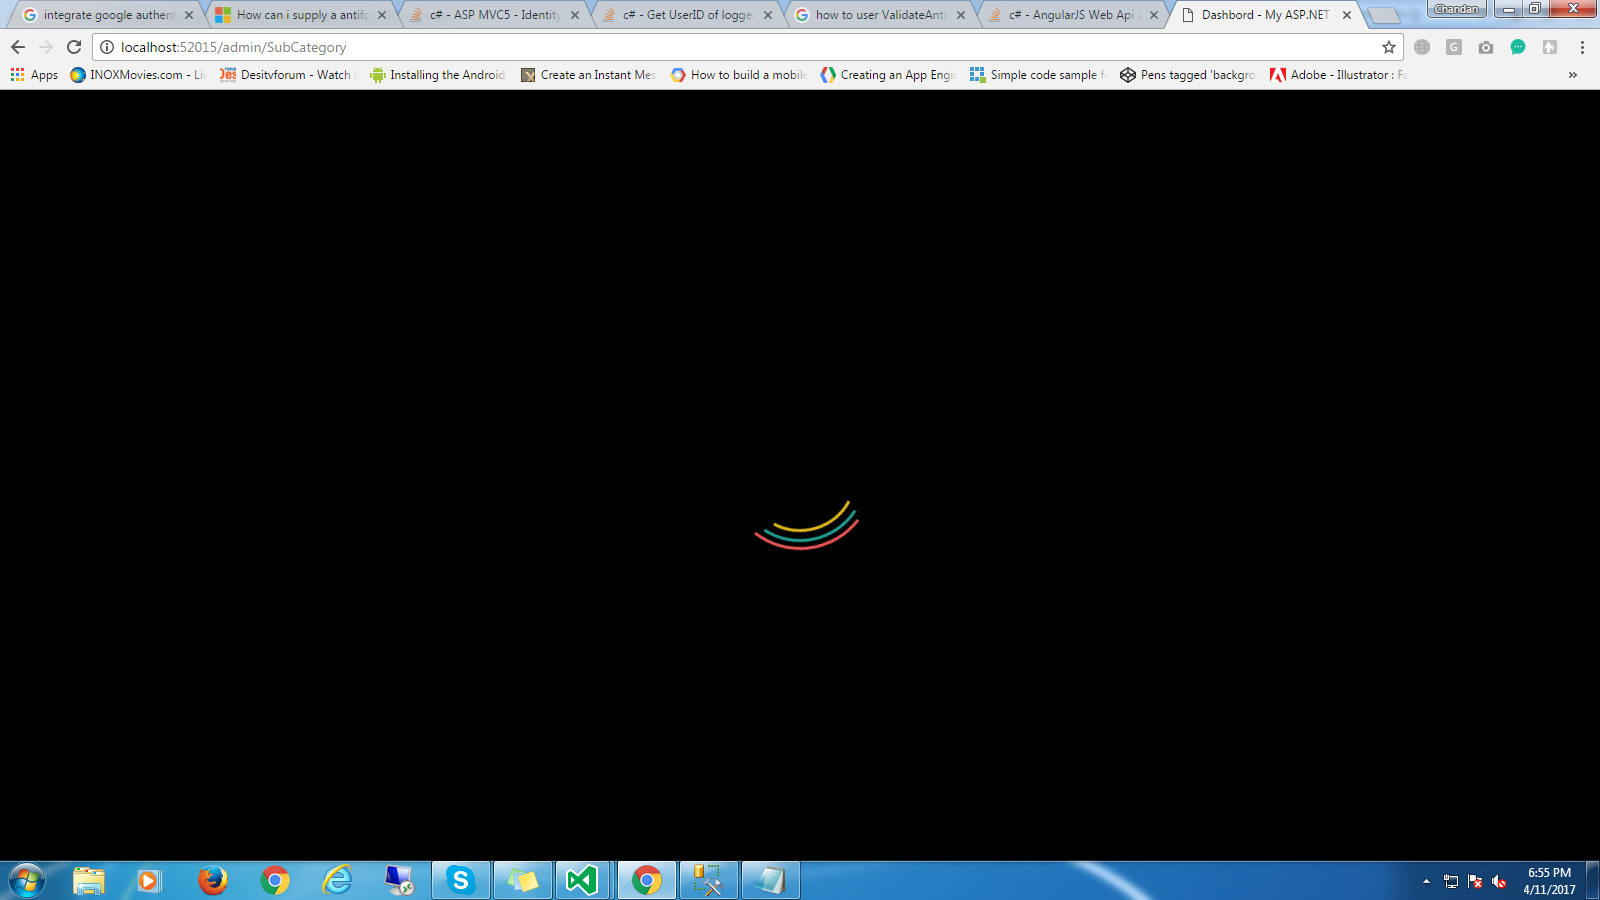 integrate google authent
How can i supply a antifo
c# - ASP MVC5 - Identity
c# - Get UserID of logge
how to user ValidateAnti
c# - AngularJS Web Api A
Dashbord - My ASP.NET
Chandan
localhost:52015/admin/SubCategory
Apps
INOXMovies.com - Liv
Desitvforum - Watch
Installing the Android
Create an Instant Mes
How to build a mobile
Creating an App Engin
Simple code sample f
Pens tagged 'backgro
Adobe - Illustrator : Fo
6:55 PM
4/11/2017